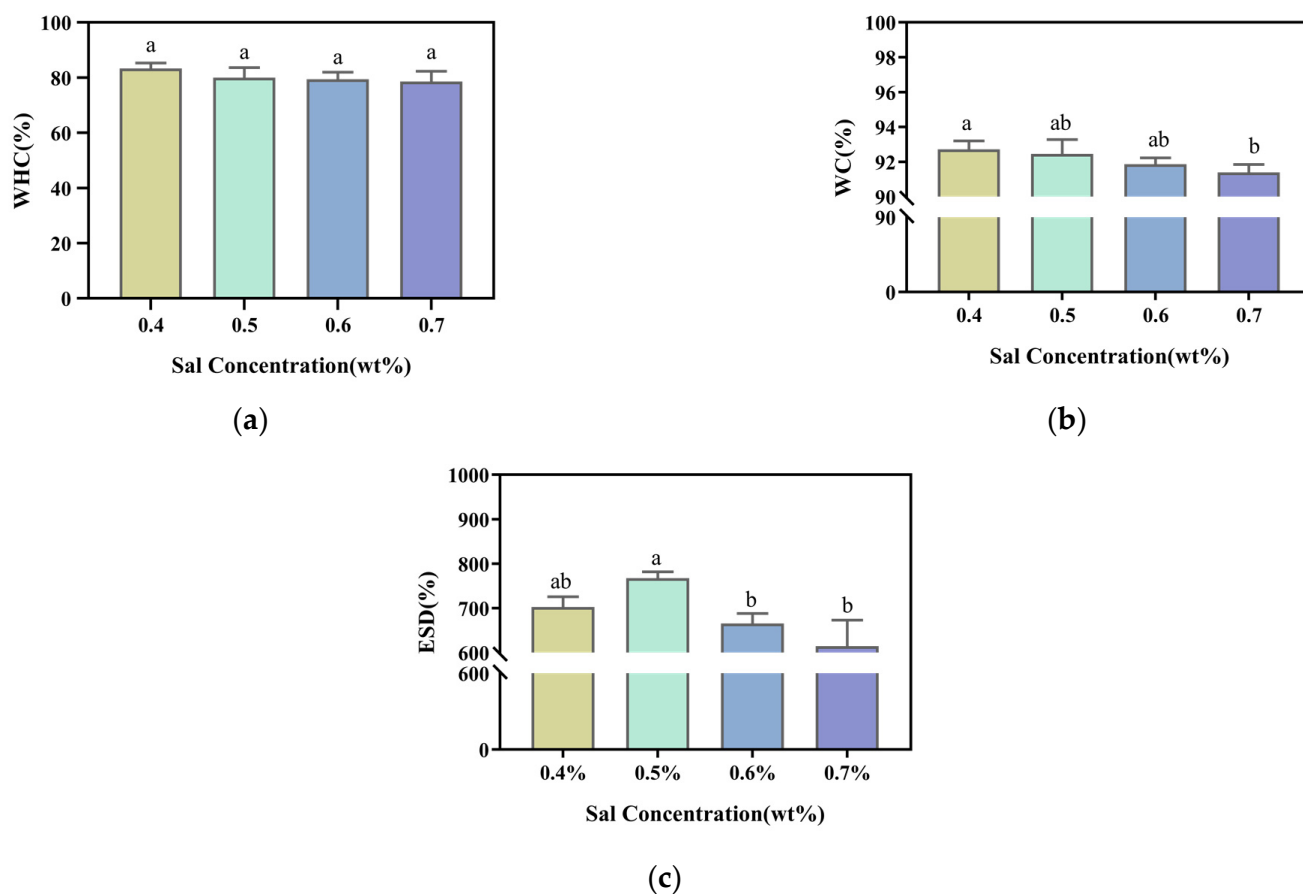 100
80
60
40
20
0
WHC(%)
a a a a
0.4 0.5 0.6 0.7
Sal Concentration(wt%)
(a)
100
98
96
94
92
90
90
0
WC(%)
a ab ab b
0.4 0.5 0.6 0.7
Sal Concentration(wt%)
(b)
1000
900
800
700
600
600
0
ESD(%)
ab a b b
0.4% 0.5% 0.6% 0.7%
Sal Concentration(wt%)
(c)